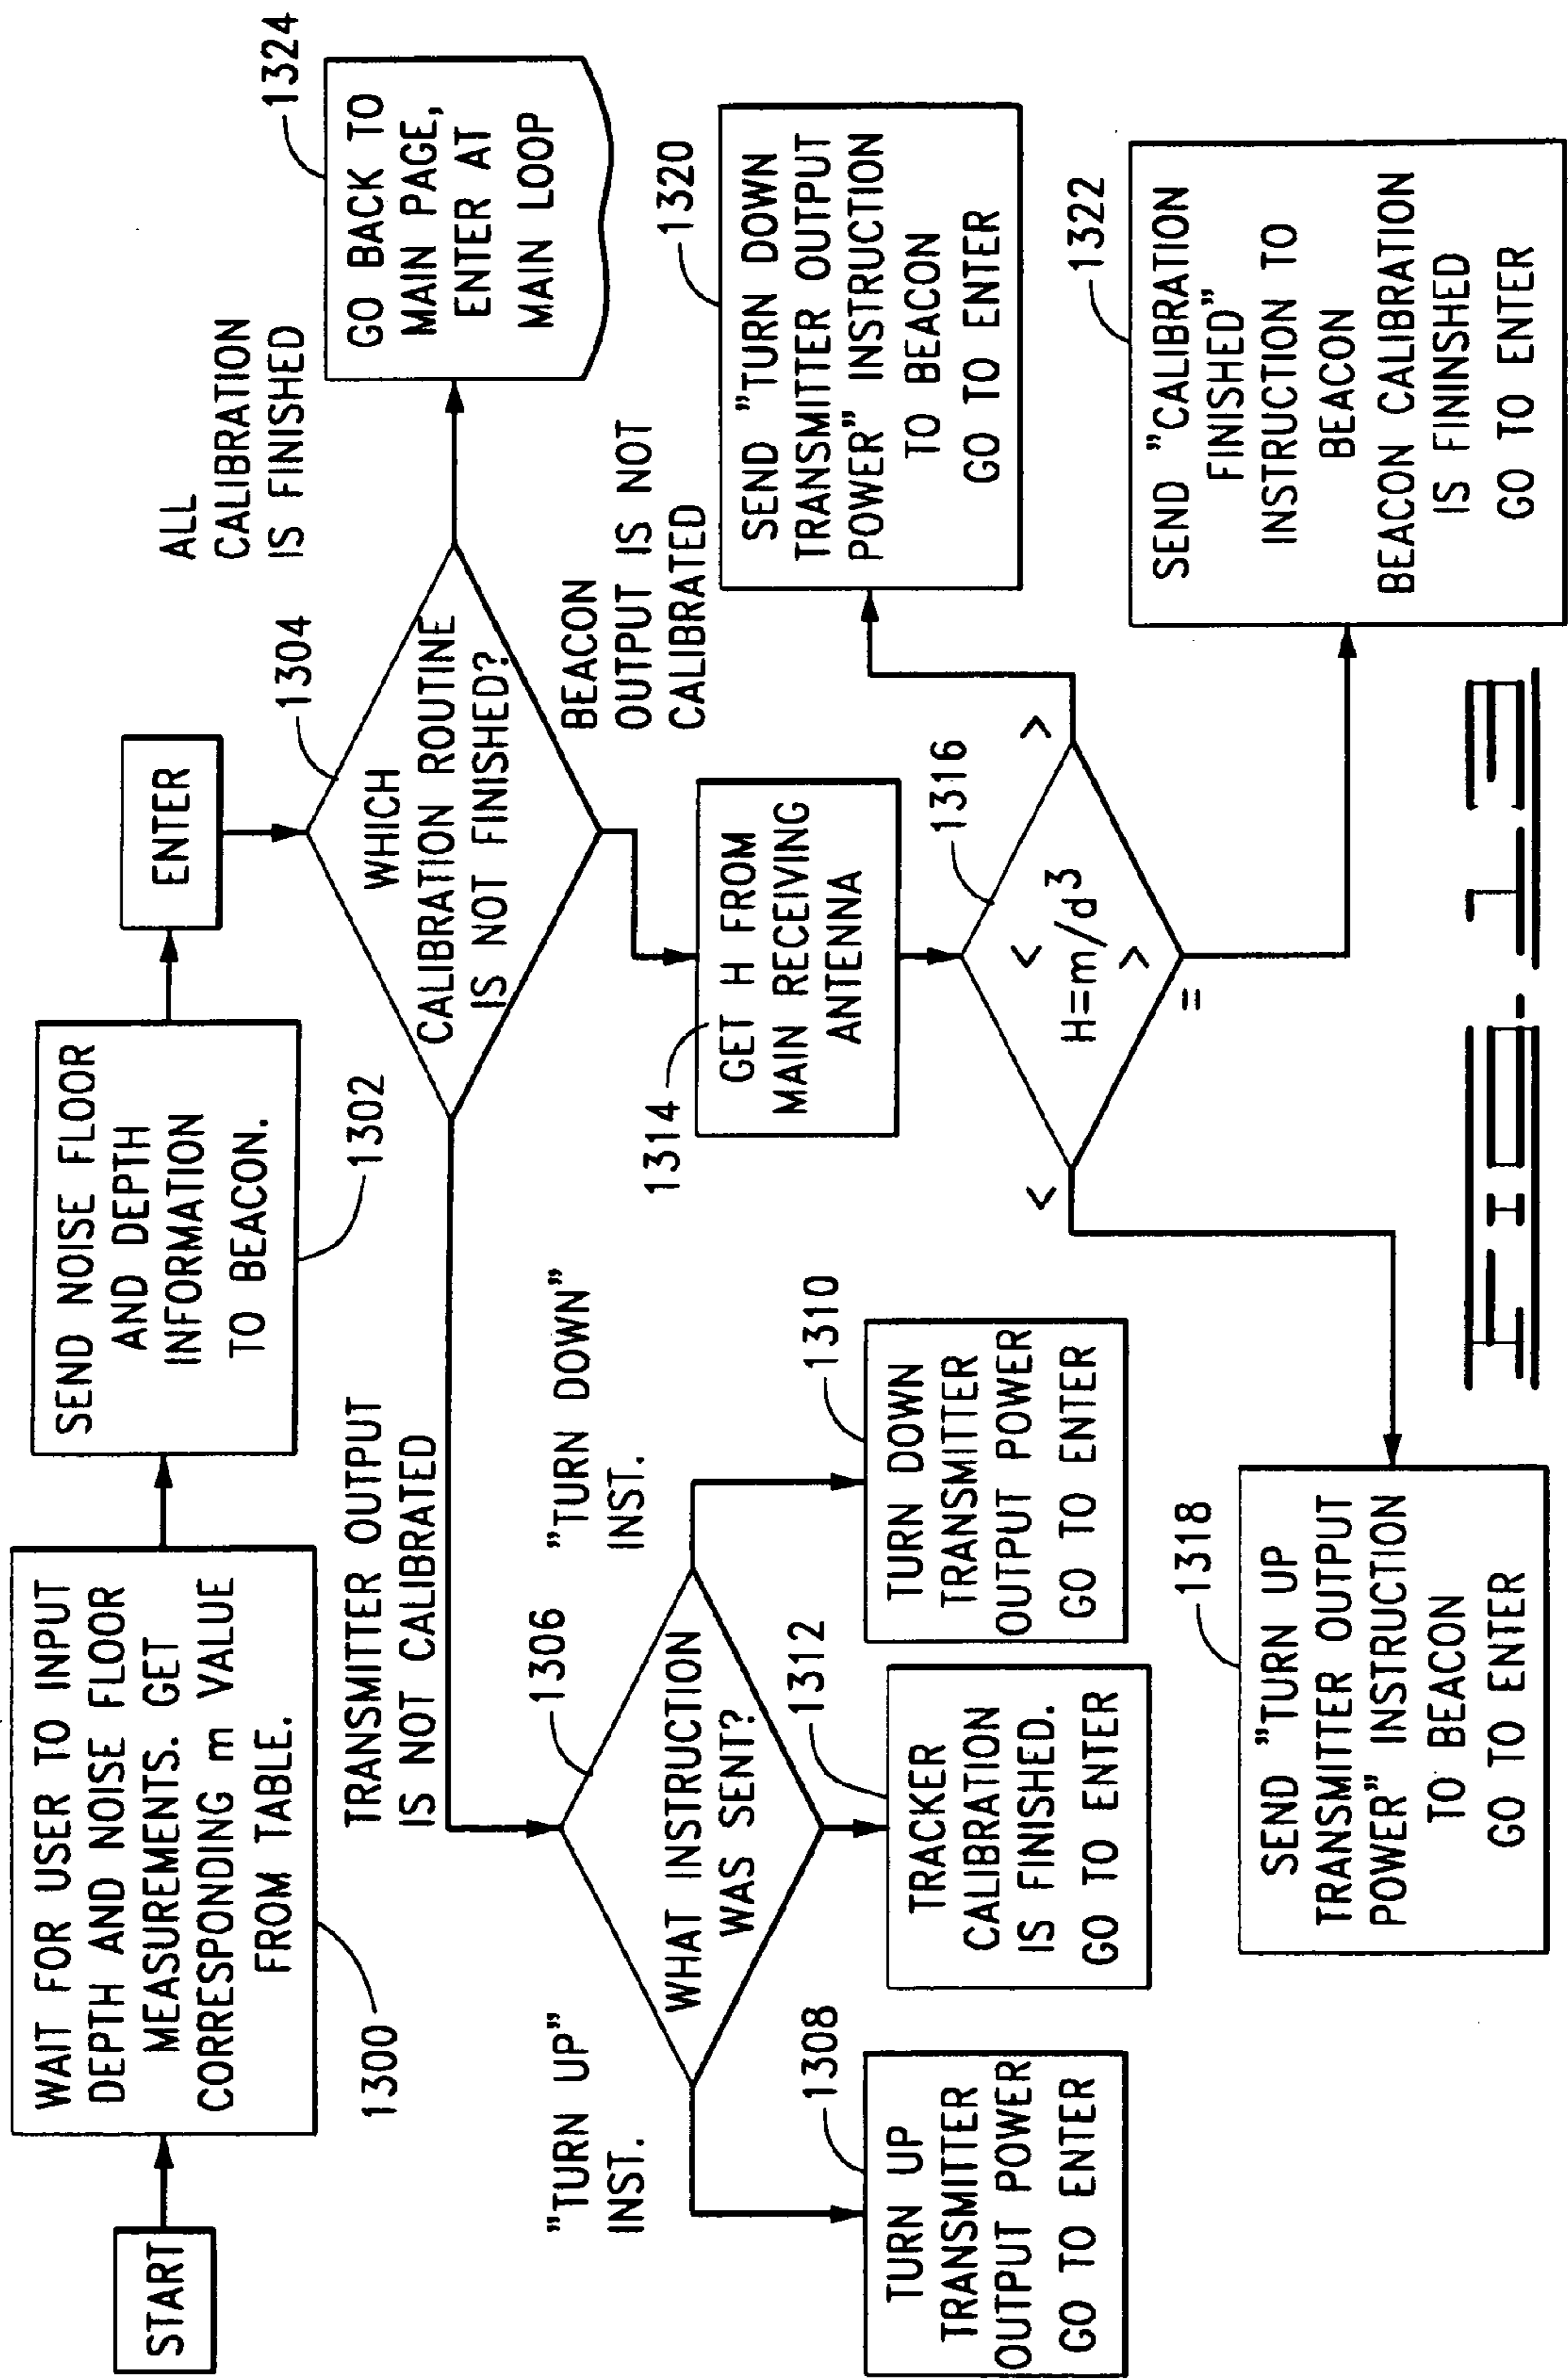 START
WAIT FOR USER TO INPUT
DEPTH AND NOISE FLOOR
MEASUREMENTS. GET
CORRESPONDING m VALUE
FROM TABLE.
1300
SEND NOISE FLOOR
AND DEPTH
INFORMATION
TO BEACON.
1302
ENTER
1304
WHICH
CALIBRATION ROUTINE
IS NOT FINISHED?
ALL
CALIBRATION
IS FINISHED
1324
GO BACK TO
MAIN PAGE,
ENTER AT
MAIN LOOP
TRANSMITTER OUTPUT
IS NOT CALIBRATED
BEACON
OUTPUT IS NOT
CALIBRATED
1306
WHAT INSTRUCTION
WAS SENT?
"TURN UP"
INST.
"TURN DOWN"
INST.
1308
TURN UP
TRANSMITTER
OUTPUT POWER
GO TO ENTER
1312
TRACKER
CALIBRATION
IS FINISHED.
GO TO ENTER
1310
TURN DOWN
TRANSMITTER
OUTPUT POWER
GO TO ENTER
1314
GET H FROM
MAIN RECEIVING
ANTENNA
1316
<
H=m/d³
>
<
=
>
1320
SEND "TURN DOWN
TRANSMITTER OUTPUT
POWER" INSTRUCTION
TO BEACON
GO TO ENTER
1318
SEND "TURN UP
TRANSMITTER OUTPUT
POWER" INSTRUCTION
TO BEACON
GO TO ENTER
1322
SEND "CALIBRATION
FINISHED"
INSTRUCTION TO
BEACON
BEACON CALIBRATION
IS FININSHED
GO TO ENTER
FIG. 13